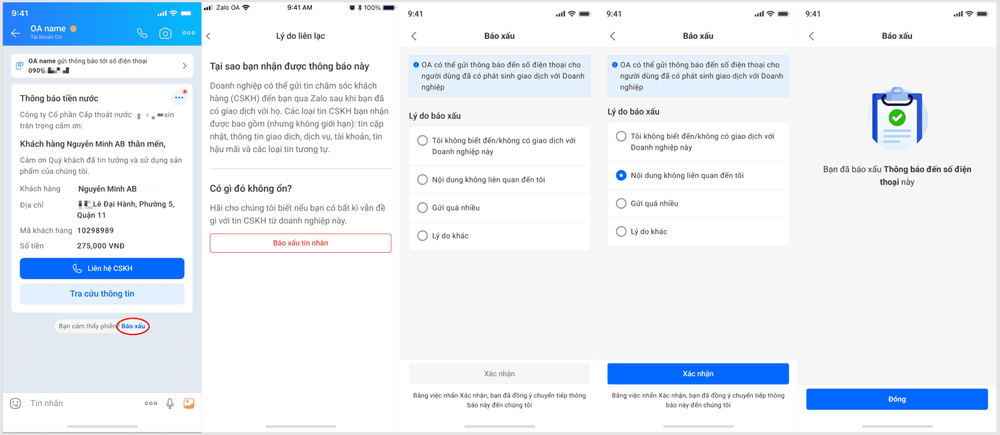 9:41
OA name
Tài khoản OA
OA name gửi thông báo tới số điện thoại
090
Thông báo tiền nước
Công ty Cổ phần Cấp thoát nước xin
trân trọng cảm ơn:
Khách hàng Nguyễn Minh AB thân mến,
Cảm ơn Quý khách đã tin tưởng và sử dụng sản
phẩm của chúng tôi.
Khách hàng Nguyễn Minh AB
Địa chỉ Lê Đại Hành, Phường 5,
Quận 11
Mã khách hàng 10298989
Số tiền 275,000 VNĐ
Liên hệ CSKH
Tra cứu thông tin
Bạn cảm thấy phiền Báo xấu
Tin nhắn
Zalo OA 9:41 AM 100%
Lý do liên lạc
Tại sao bạn nhận được thông báo này
Doanh nghiệp có thể gửi tin chăm sóc khách
hàng (CSKH) đến bạn qua Zalo sau khi bạn đã
có giao dịch với họ. Các loại tin CSKH bạn nhận
được bao gồm (nhưng không giới hạn): tin cập
nhật, thông tin giao dịch, dịch vụ, tài khoản, tin
hậu mãi và các loại tin tương tự.
Có gì đó không ổn?
Hãi cho chúng tôi biết nếu bạn có bất kì vấn đề
gì với tin CSKH từ doanh nghiệp này.
Báo xấu tin nhắn
9:41
Báo xấu
OA có thể gửi thông báo đến số điện thoại cho
người dùng đã có phát sinh giao dịch với Doanh
nghiệp
Lý do báo xấu
Tôi không biết đến/không có giao dịch với
Doanh nghiệp này
Nội dung không liên quan đến tôi
Gửi quá nhiều
Lý do khác
Xác nhận
Bằng việc nhấn Xác nhận, bạn đã đồng ý chuyển tiếp thông
báo này đến chúng tôi
9:41
Báo xấu
OA có thể gửi thông báo đến số điện thoại cho
người dùng đã có phát sinh giao dịch với Doanh
nghiệp
Lý do báo xấu
Tôi không biết đến/không có giao dịch với
Doanh nghiệp này
Nội dung không liên quan đến tôi
Gửi quá nhiều
Lý do khác
Xác nhận
Bằng việc nhấn Xác nhận, bạn đã đồng ý chuyển tiếp thông
báo này đến chúng tôi
9:41
Báo xấu
Bạn đã báo xấu Thông báo đến số điện
thoại này
Đóng